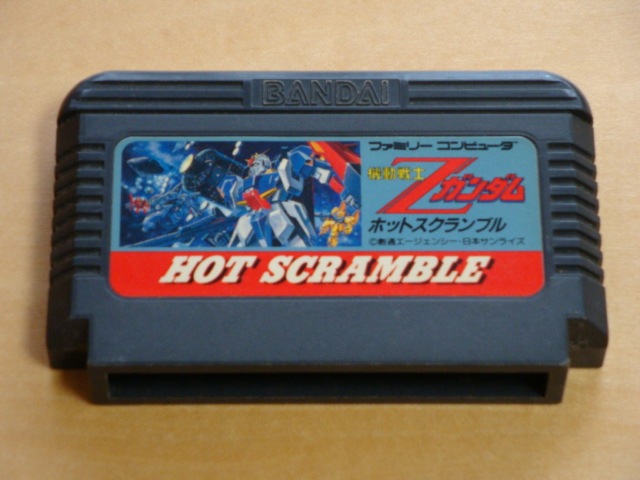 BANDAI
ファミリー コンピュータ
機動戦士
Zガンダム
ホットスクランブル
©創通エージェンシー・日本サンライズ
HOT SCRAMBLE